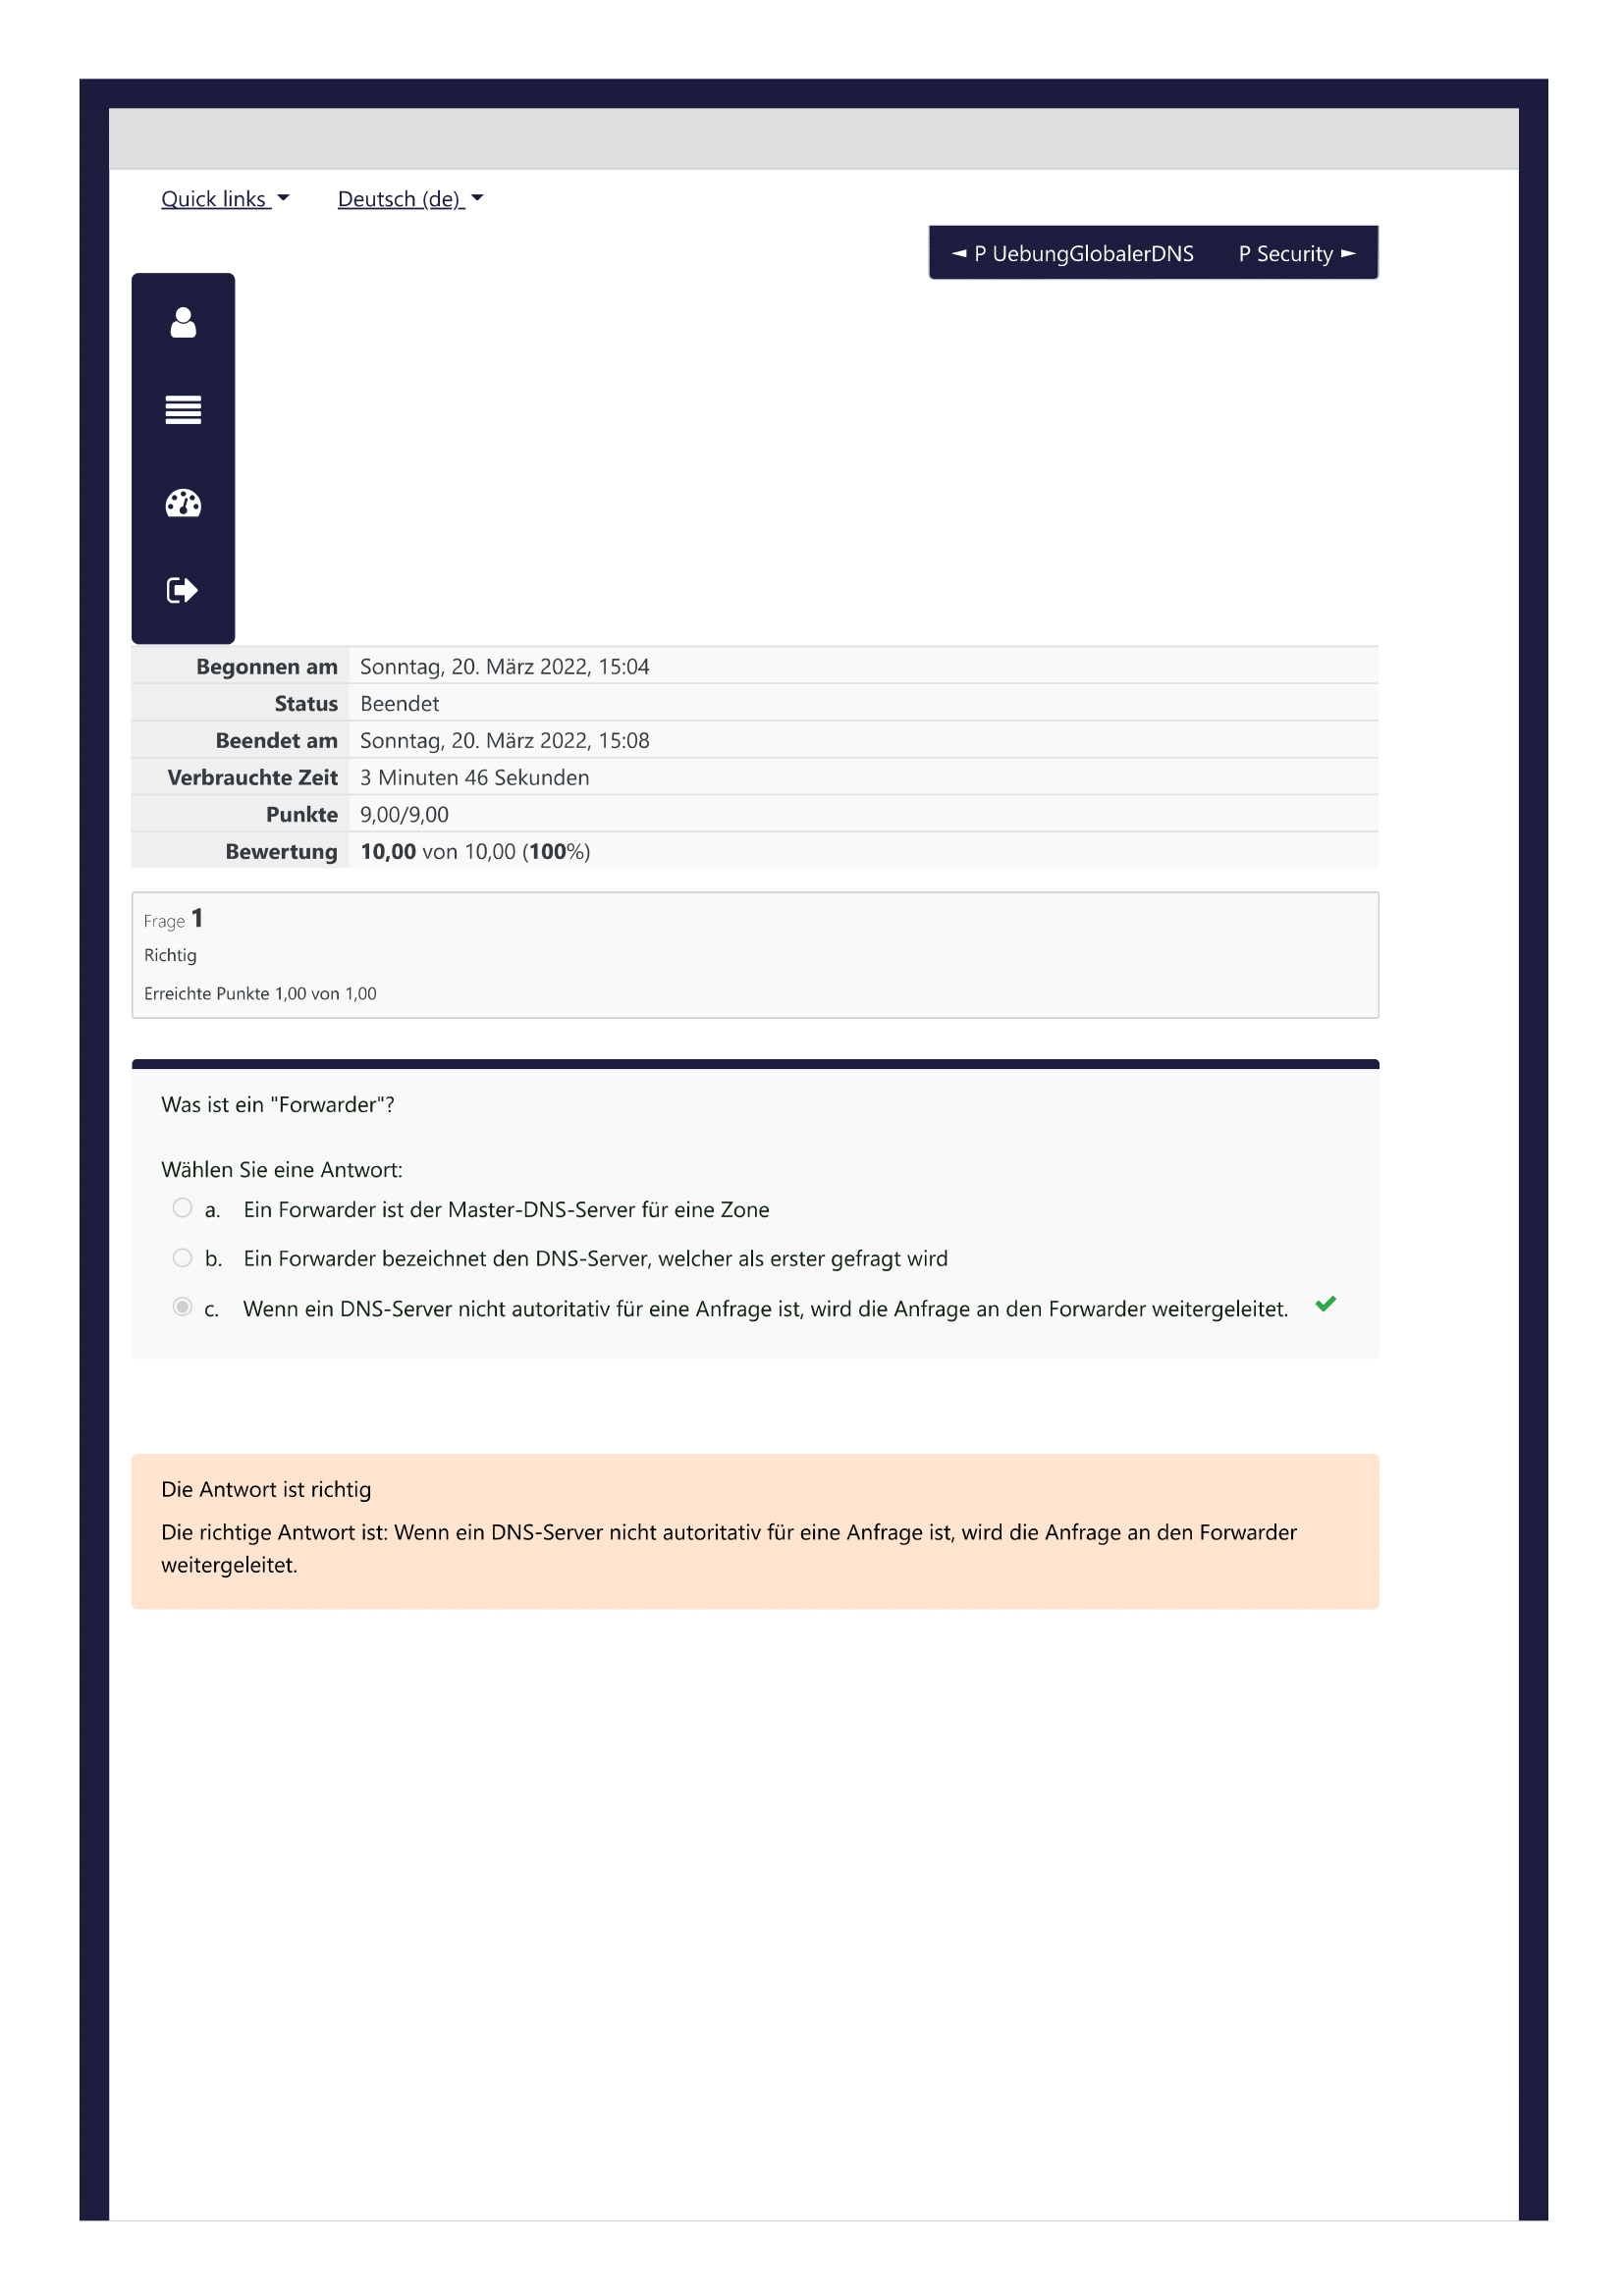 Quick links Deutsch (de)
◄ P UebungGlobalerDNS P Security ►
Begonnen am Sonntag, 20. März 2022, 15:04
Status Beendet
Beendet am Sonntag, 20. März 2022, 15:08
Verbrauchte Zeit 3 Minuten 46 Sekunden
Punkte 9,00/9,00
Bewertung 10,00 von 10,00 (100%)
Frage 1
Richtig
Erreichte Punkte 1,00 von 1,00
Was ist ein "Forwarder"?
Wählen Sie eine Antwort:
a. Ein Forwarder ist der Master-DNS-Server für eine Zone
b. Ein Forwarder bezeichnet den DNS-Server, welcher als erster gefragt wird
c. Wenn ein DNS-Server nicht autoritativ für eine Anfrage ist, wird die Anfrage an den Forwarder weitergeleitet.
Die Antwort ist richtig
Die richtige Antwort ist: Wenn ein DNS-Server nicht autoritativ für eine Anfrage ist, wird die Anfrage an den Forwarder
weitergeleitet.